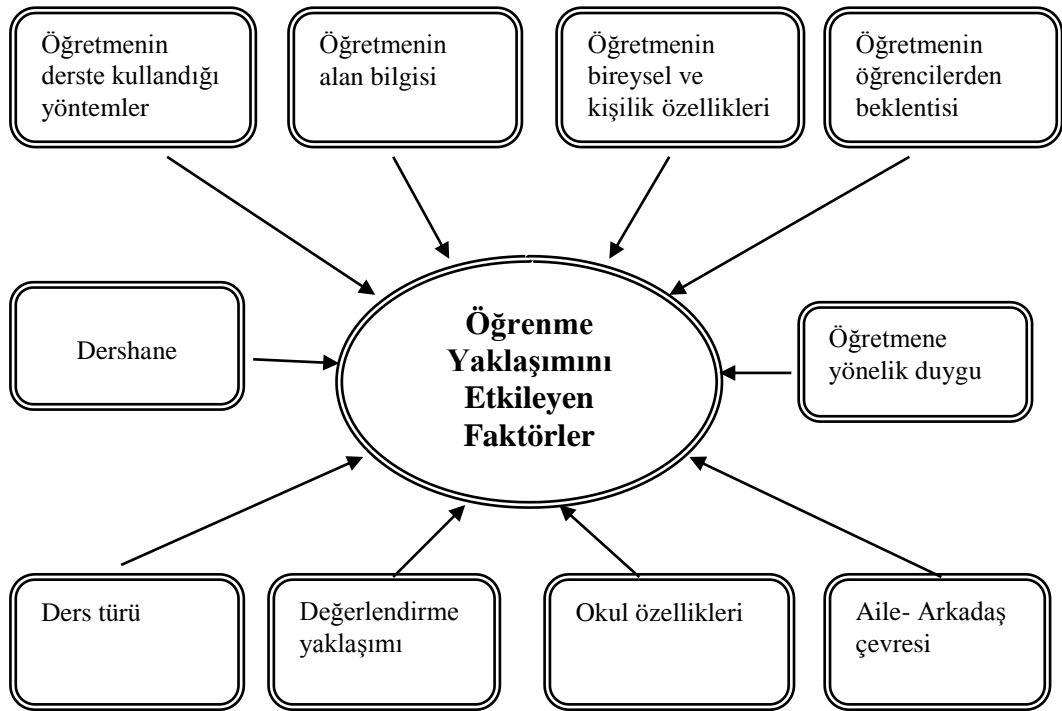 Öğretmenin
derste kullandığı
yöntemler
Öğretmenin
alan bilgisi
Öğretmenin
bireysel ve
kişilik özellikleri
Öğretmenin
öğrencilerden
beklentisi
Dershane
Öğrenme
Yaklaşımını
Etkileyen
Faktörler
Öğretmene
yönelik duygu
Ders türü
Değerlendirme
yaklaşımı
Okul özellikleri
Aile- Arkadaş
çevresi